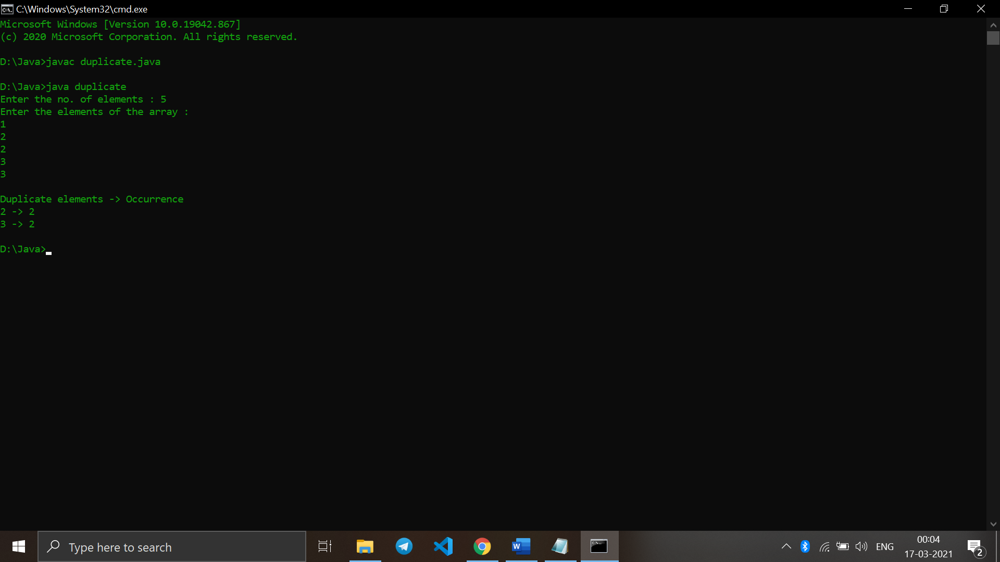 C:\Windows\System32\cmd.exe
Microsoft Windows [Version 10.0.19042.867]
(c) 2020 Microsoft Corporation. All rights reserved.
D:\Java>javac duplicate.java
D:\Java>java duplicate
Enter the no. of elements : 5
Enter the elements of the array :
1
2
2
3
3
Duplicate elements -> Occurrence
2 -> 2
3 -> 2
D:\Java>
Type here to search
ENG
00:04
17-03-2021
2